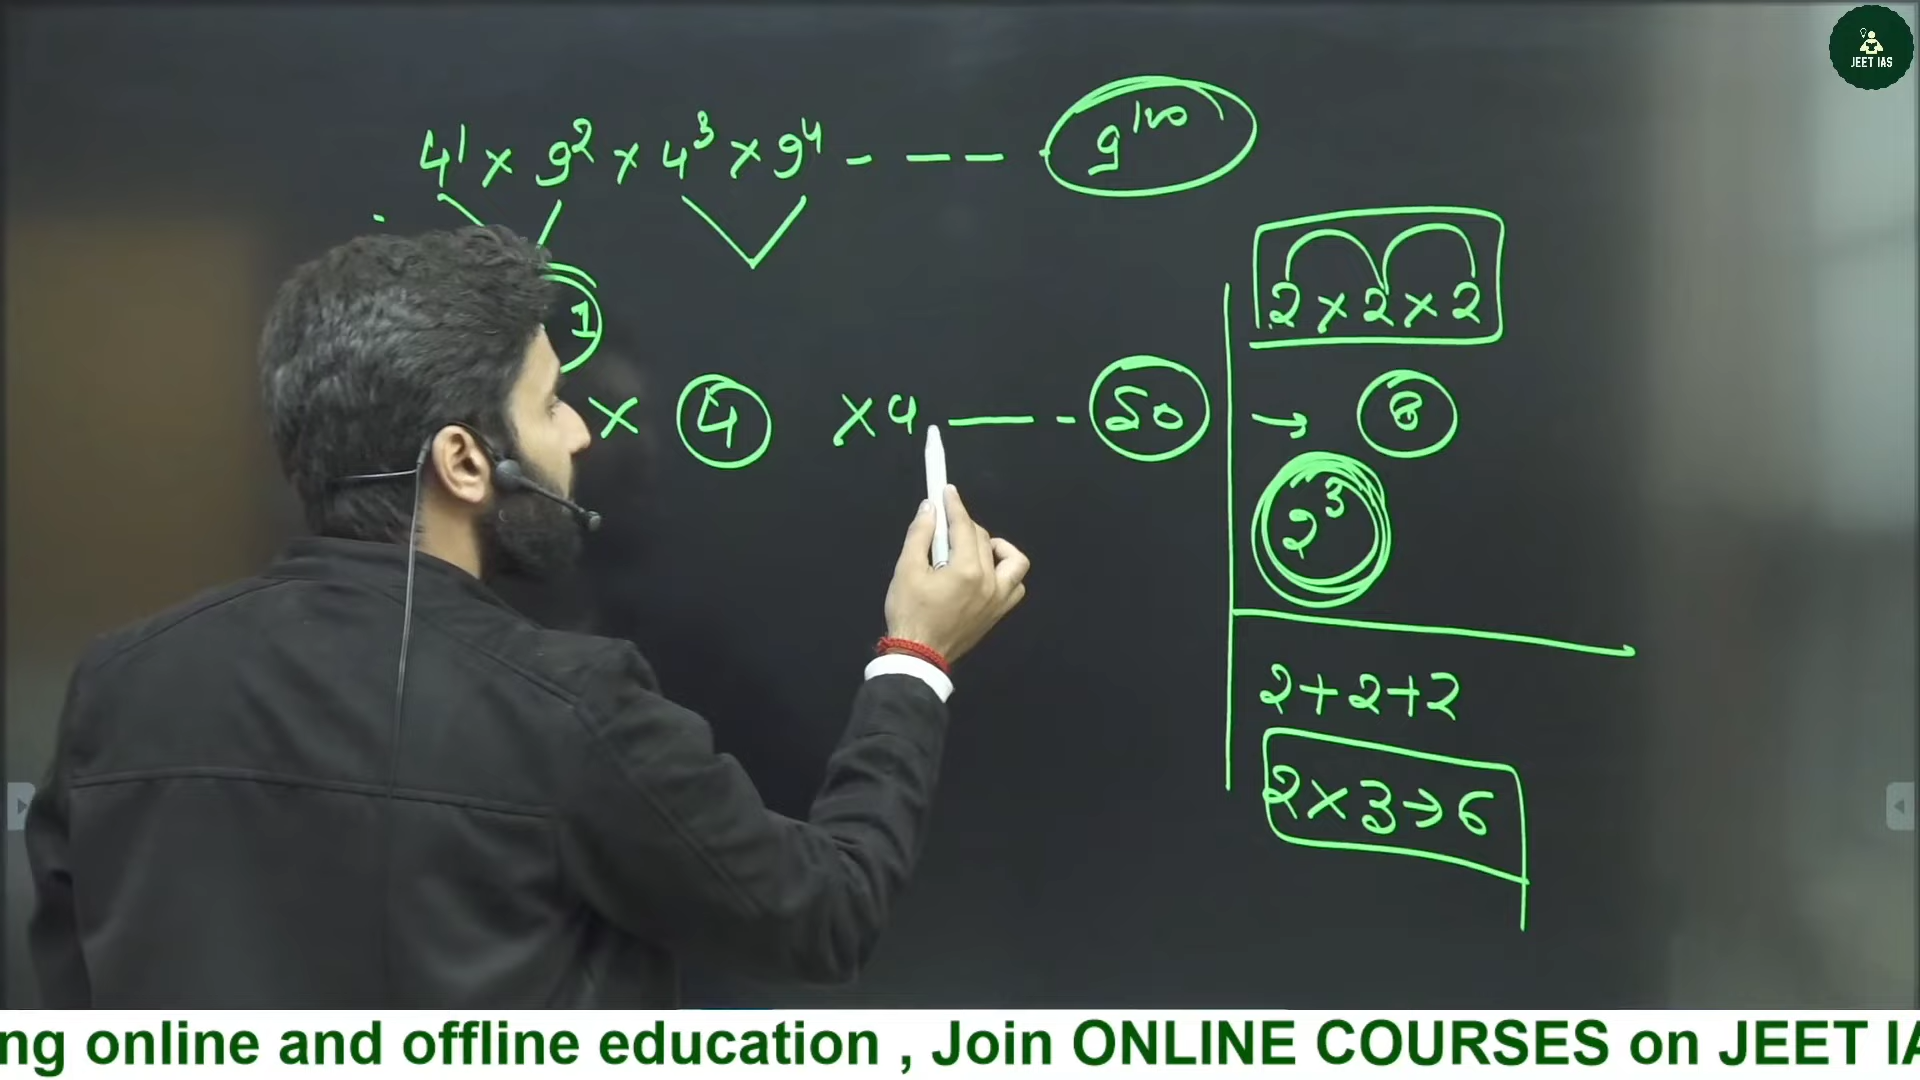 JEET IAS
4¹ × 9² × 4³ × 9⁴ - - - - 9¹⁰⁰
1
× 4 × 4 — - 50
2 × 2 × 2
→ 8
2³
2+2+2
2×3→6
ng online and offline education , Join ONLINE COURSES on JEET IA